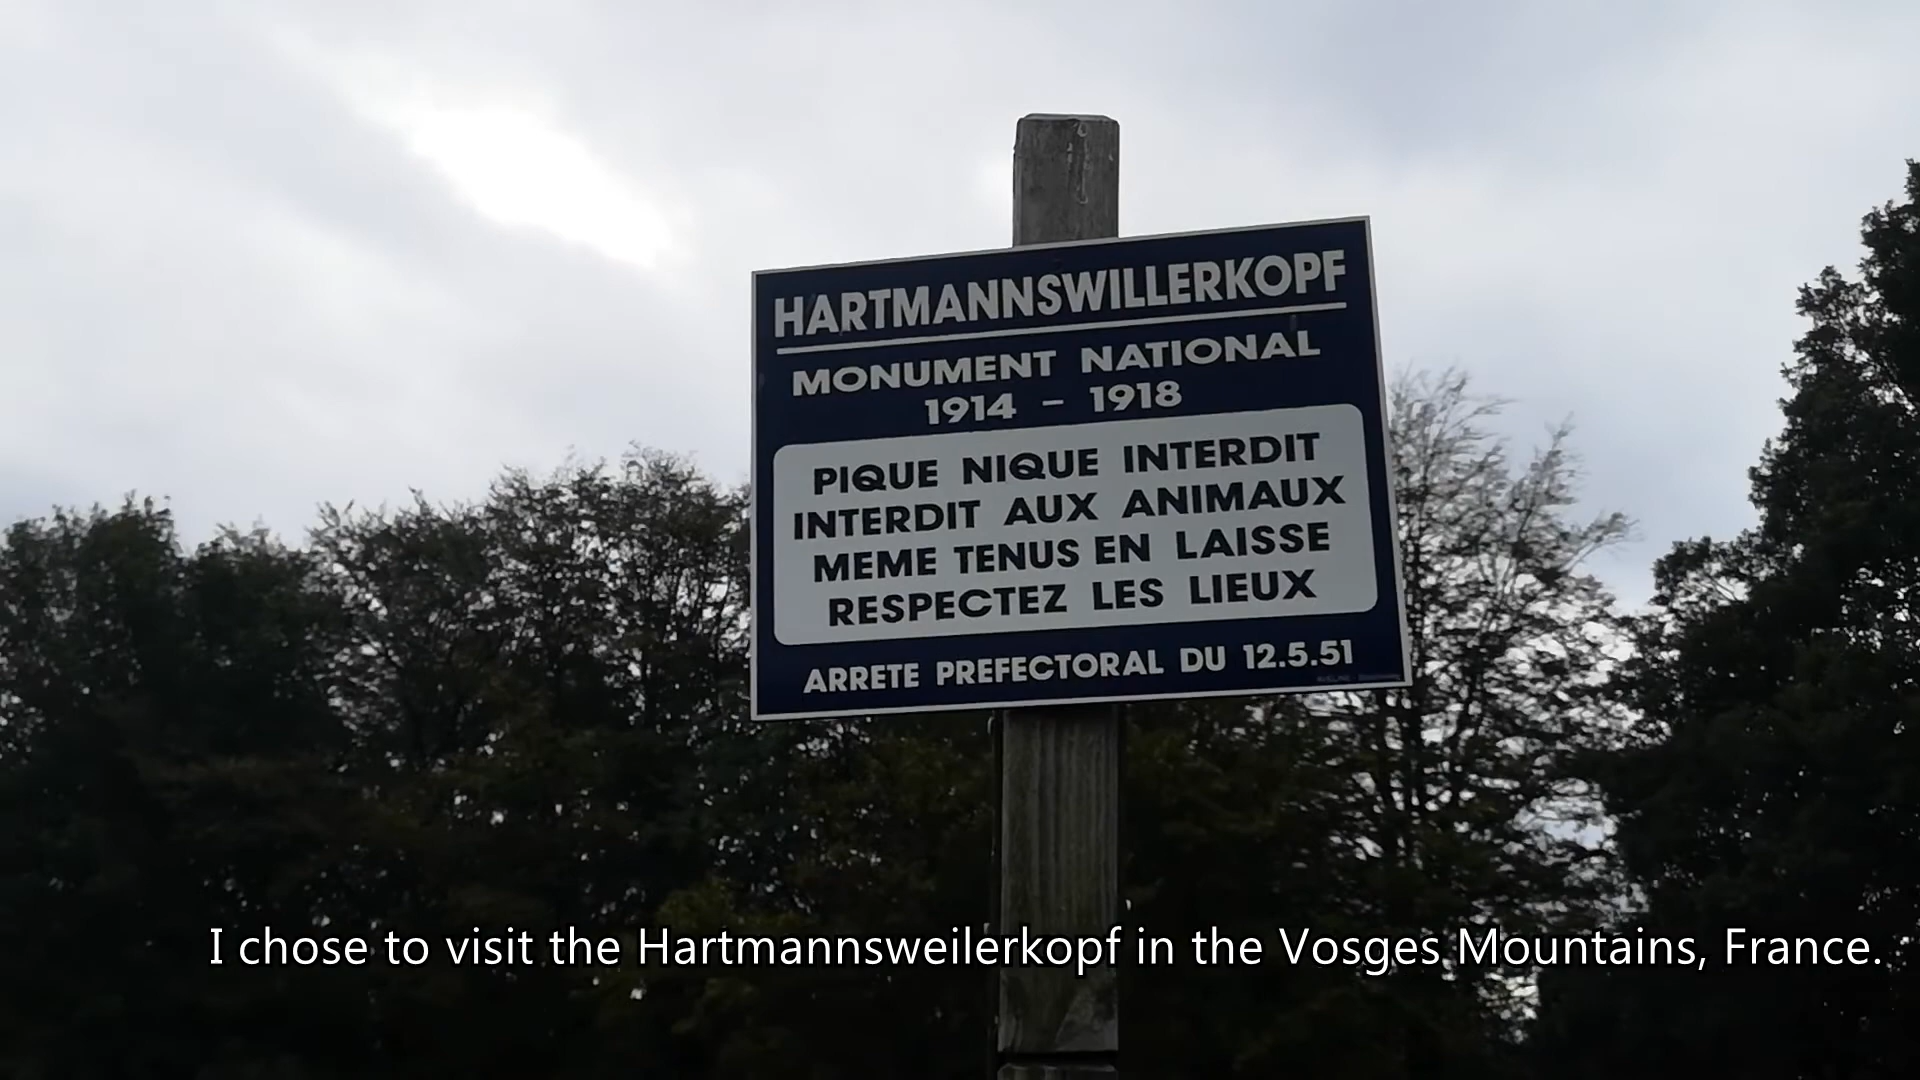 HARTMANNSWILLERKOPF
MONUMENT NATIONAL
1914 – 1918
PIQUE NIQUE INTERDIT
INTERDIT AUX ANIMAUX
MEME TENUS EN LAISSE
RESPECTEZ LES LIEUX
ARRETE PREFECTORAL DU 12.5.51
I chose to visit the Hartmannsweilerkopf in the Vosges Mountains, France.